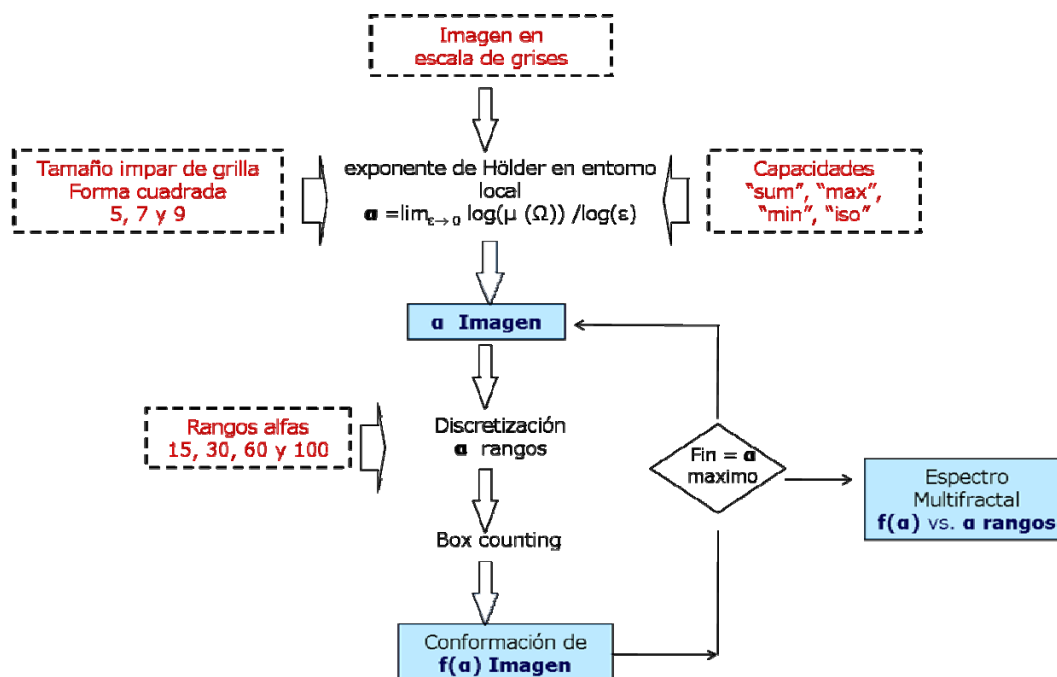 Imagen en
escala de grises
Tamaño impar de grilla
Forma cuadrada
5, 7 y 9
exponente de Hölder en entorno
local
α =lim ε→0 log(μ (Ω)) /log(ε)
Capacidades
“sum”, “max”,
“min”, “iso”
α Imagen
Rangos alfas
15, 30, 60 y 100
Discretización
α rangos
Fin = α
maximo
Espectro
Multifractal
f(α) vs. α rangos
Box counting
Conformación de
f(α) Imagen